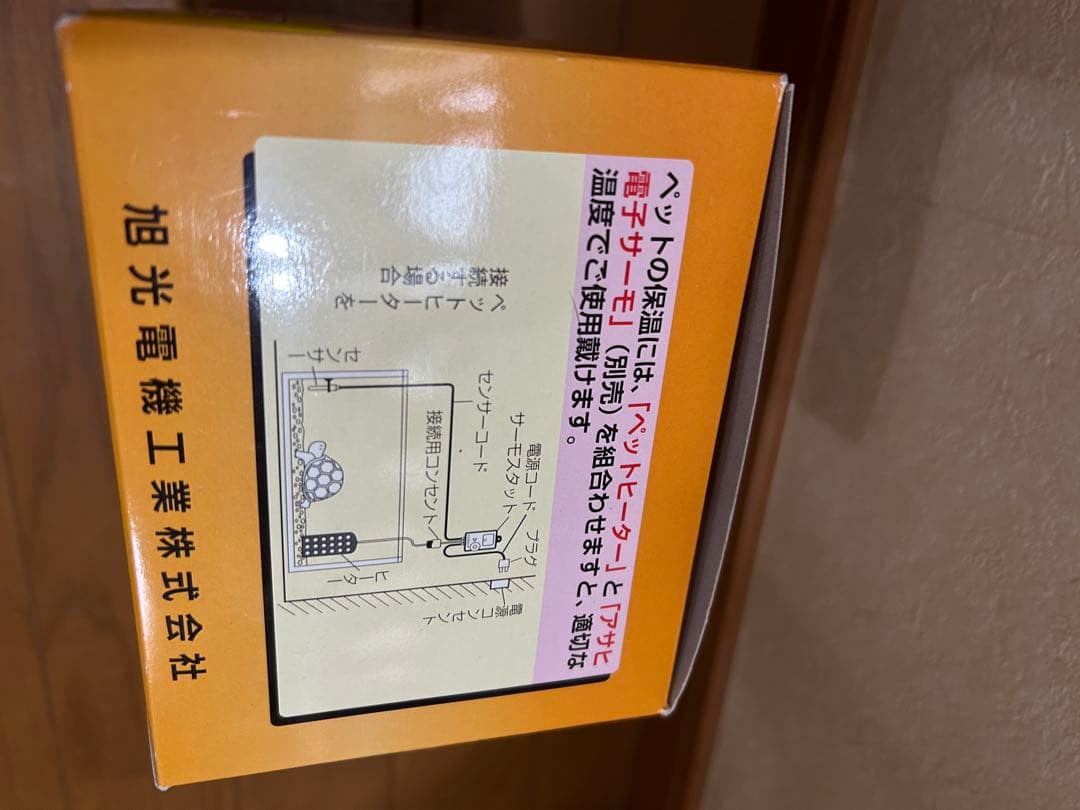 ペットの保温には、「ペットヒーター」と「アサヒ
電子サーモ」（別売）を組合わせますと、適切な
温度でご使用戴けます。
ペットヒーターを
接続する場合
電源コード
サーモスタット
プラグ
センサーコード
接続用コンセント
電源コンセント
センサー
ヒーター
旭光電機工業株式会社